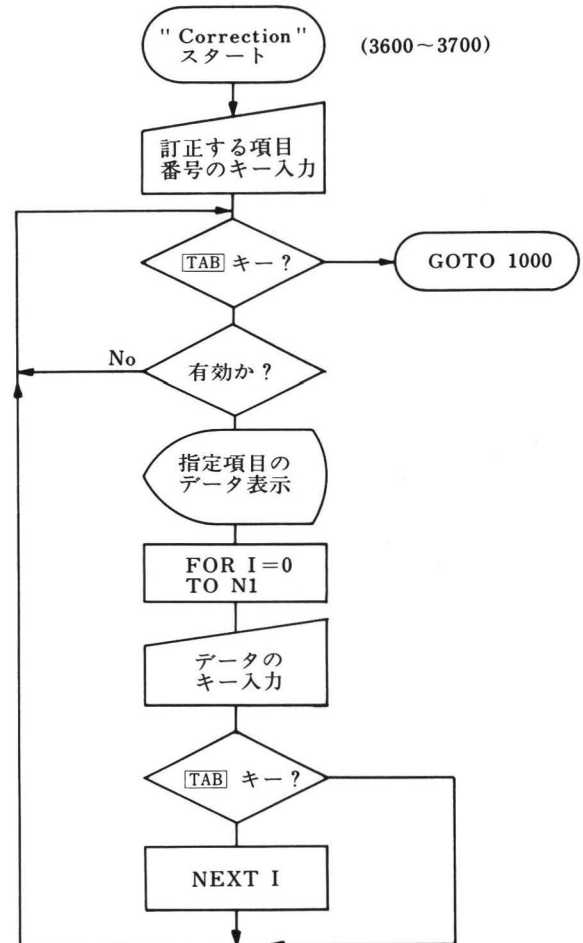 " Correction "
スタート
(3600～3700)
訂正する項目
番号のキー入力
TAB キー？
GOTO 1000
No
有効か？
指定項目の
データ表示
FOR I=0
TO N1
データの
キー入力
TAB キー？
NEXT I